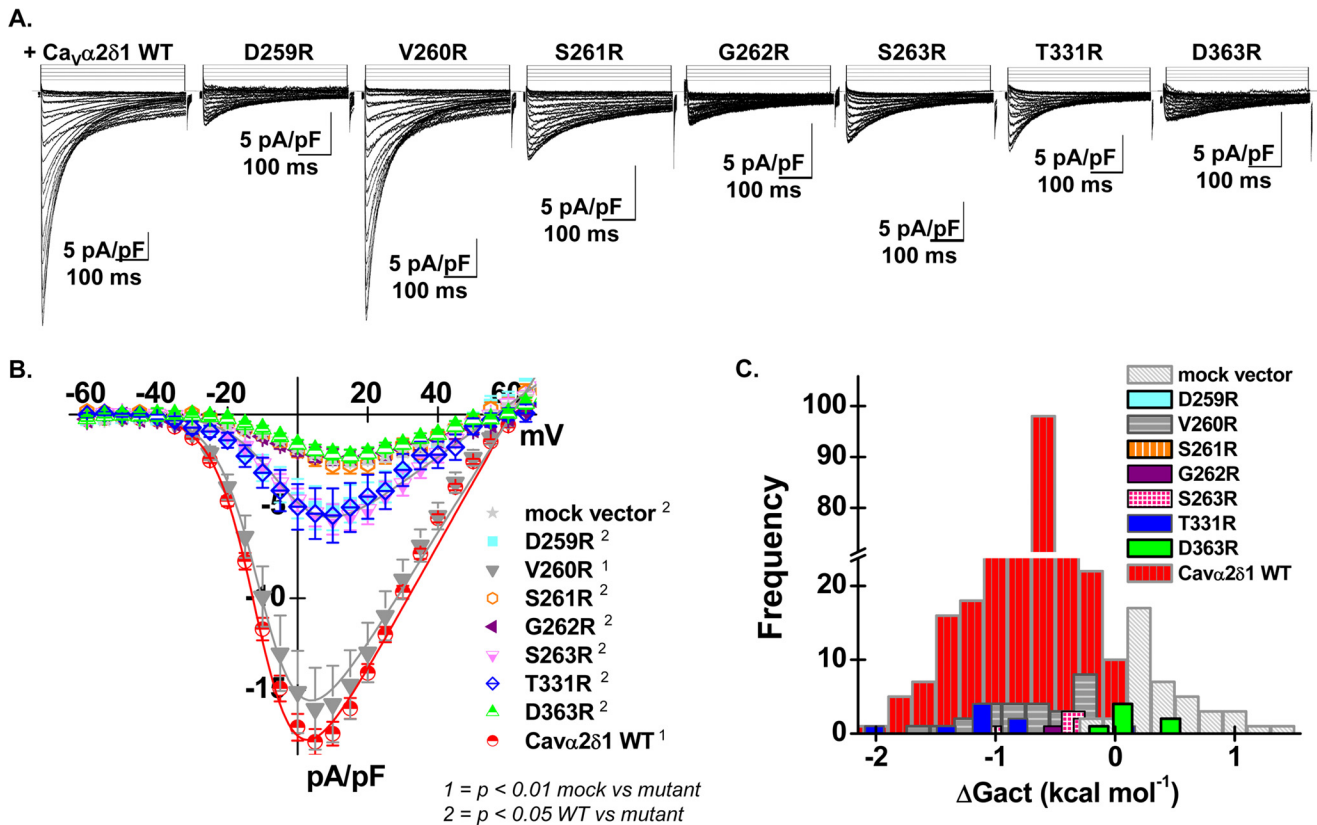 A.
+ CaVα2δ1 WT D259R V260R S261R G262R S263R T331R D363R
5 pA/pF
100 ms
5 pA/pF
100 ms
5 pA/pF
100 ms
5 pA/pF
100 ms
5 pA/pF
100 ms
5 pA/pF
100 ms
5 pA/pF
100 ms
5 pA/pF
100 ms
B.
-60 -40 -20 20 40 60
mV
-5
-10
-15
pA/pF
mock vector 2
D259R 2
V260R 1
S261R 2
G262R 2
S263R 2
T331R 2
D363R 2
Cavα2δ1 WT 1
1 = p < 0.01 mock vs mutant
2 = p < 0.05 WT vs mutant
C.
mock vector
D259R
V260R
S261R
G262R
S263R
T331R
D363R
Cavα2δ1 WT
Frequency
100
90
80
20
10
0
-2 -1 0 1
ΔGact (kcal mol-1)